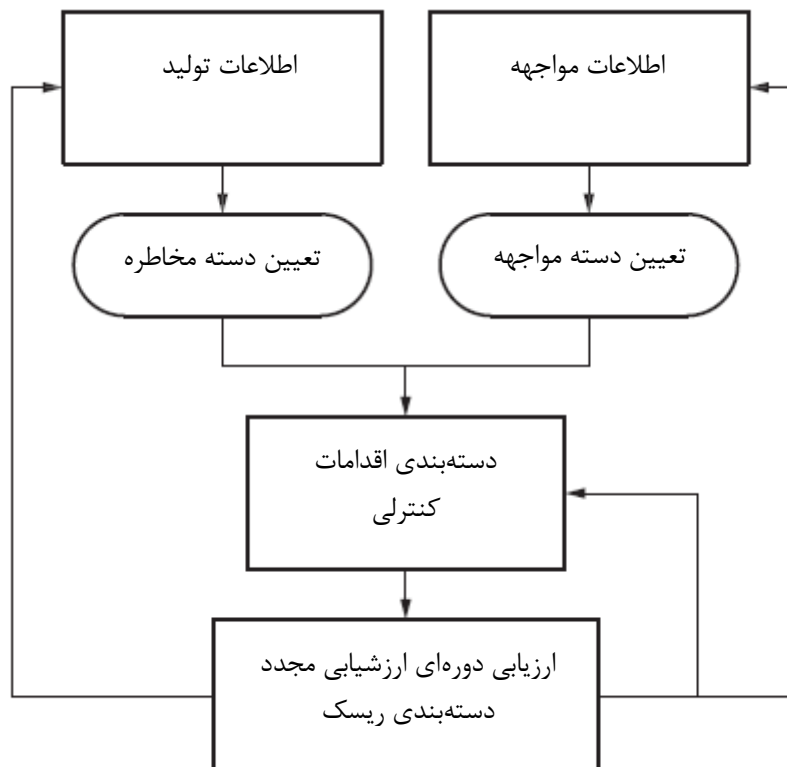 اطلاعات تولید
اطلاعات مواجهه
تعیین دسته مخاطره
تعیین دسته مواجهه
دسته‌بندی اقدامات
کنترلی
ارزیابی دوره‌ای ارزشیابی مجدد
دسته‌بندی ریسک